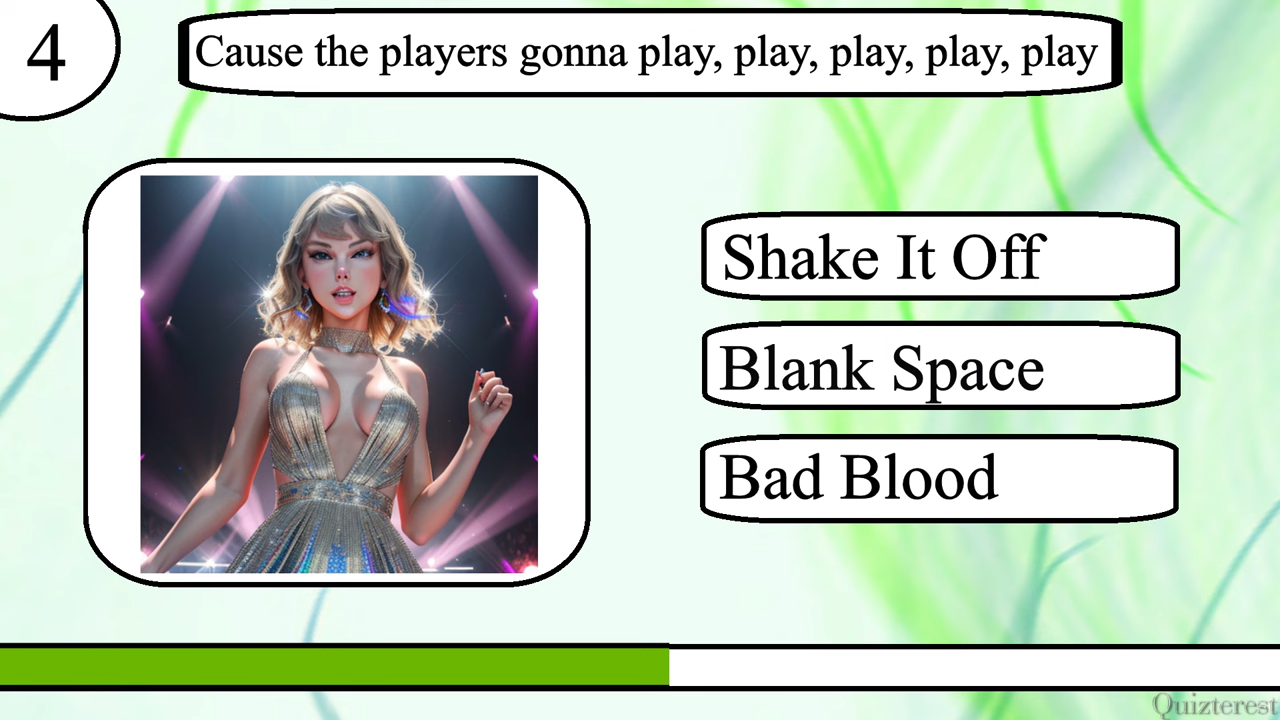 4
Cause the players gonna play, play, play, play, play
Shake It Off
Blank Space
Bad Blood
Quizterest